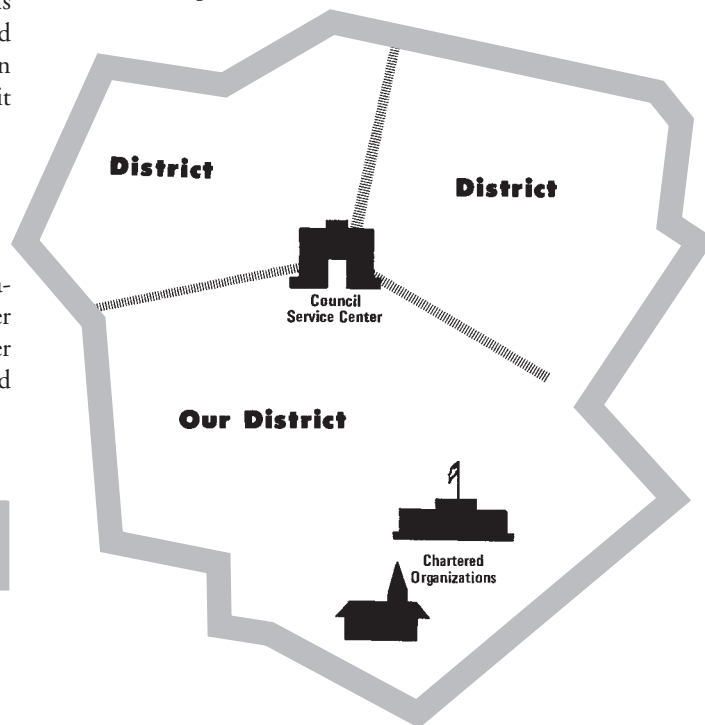 District
District
Council
Service Center
Our District
Chartered
Organizations